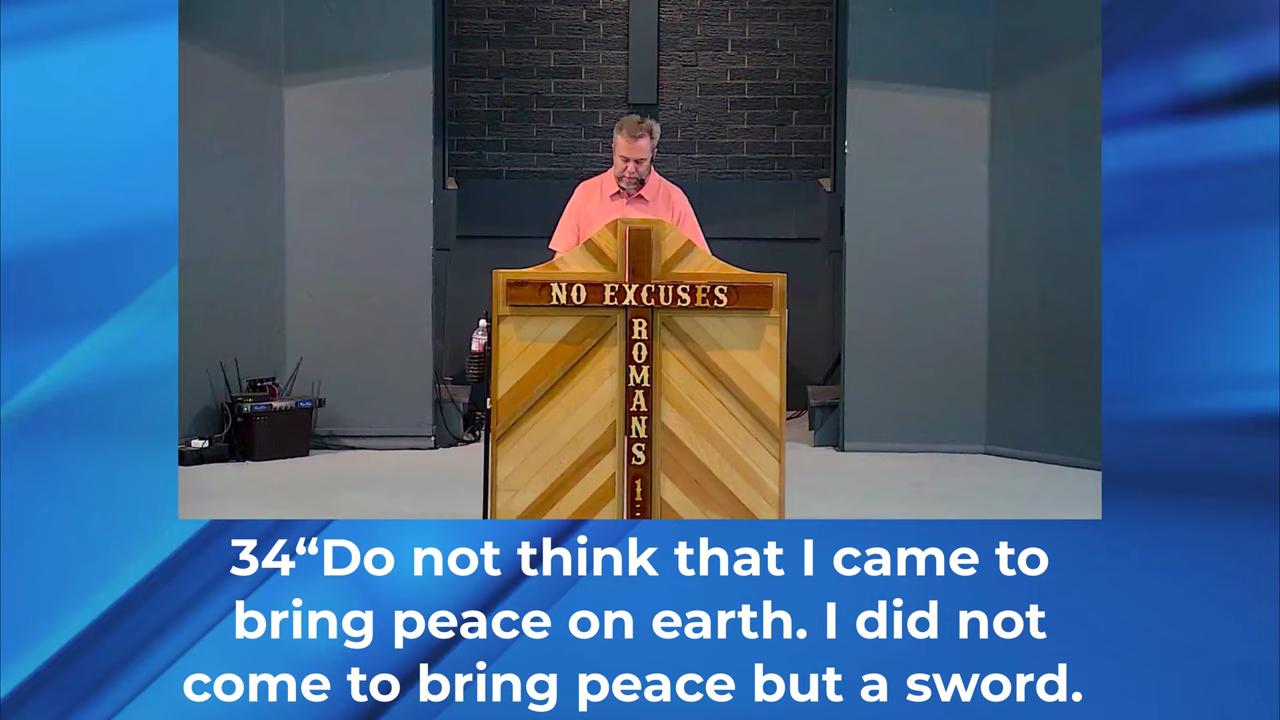 NO EXCUSES
ROMANS 1:
34“Do not think that I came to
bring peace on earth. I did not
come to bring peace but a sword.